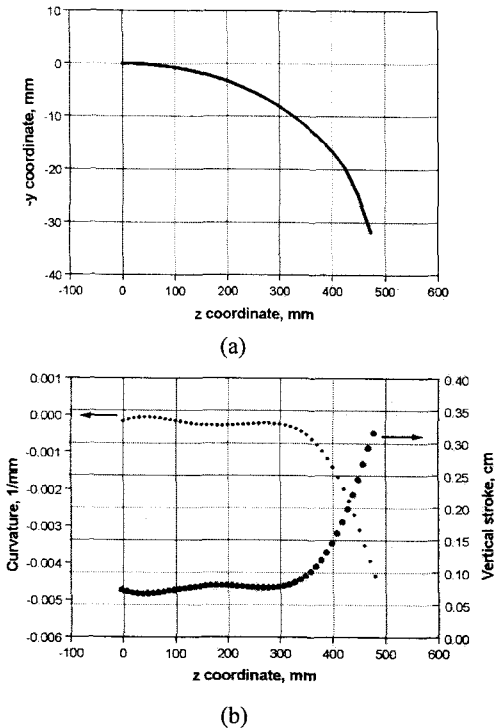 10
0
-10
-20
-30
-40
-y coordinate, mm
-100 0 100 200 300 400 500 600
z coordinate, mm
(a)
0.001
0.000
-0.001
-0.002
-0.003
-0.004
-0.005
-0.006
Curvature, 1/mm
0.40
0.35
0.30
0.25
0.20
0.15
0.10
0.05
0.00
Vertical stroke, cm
-100 0 100 200 300 400 500 600
z coordinate, mm
(b)